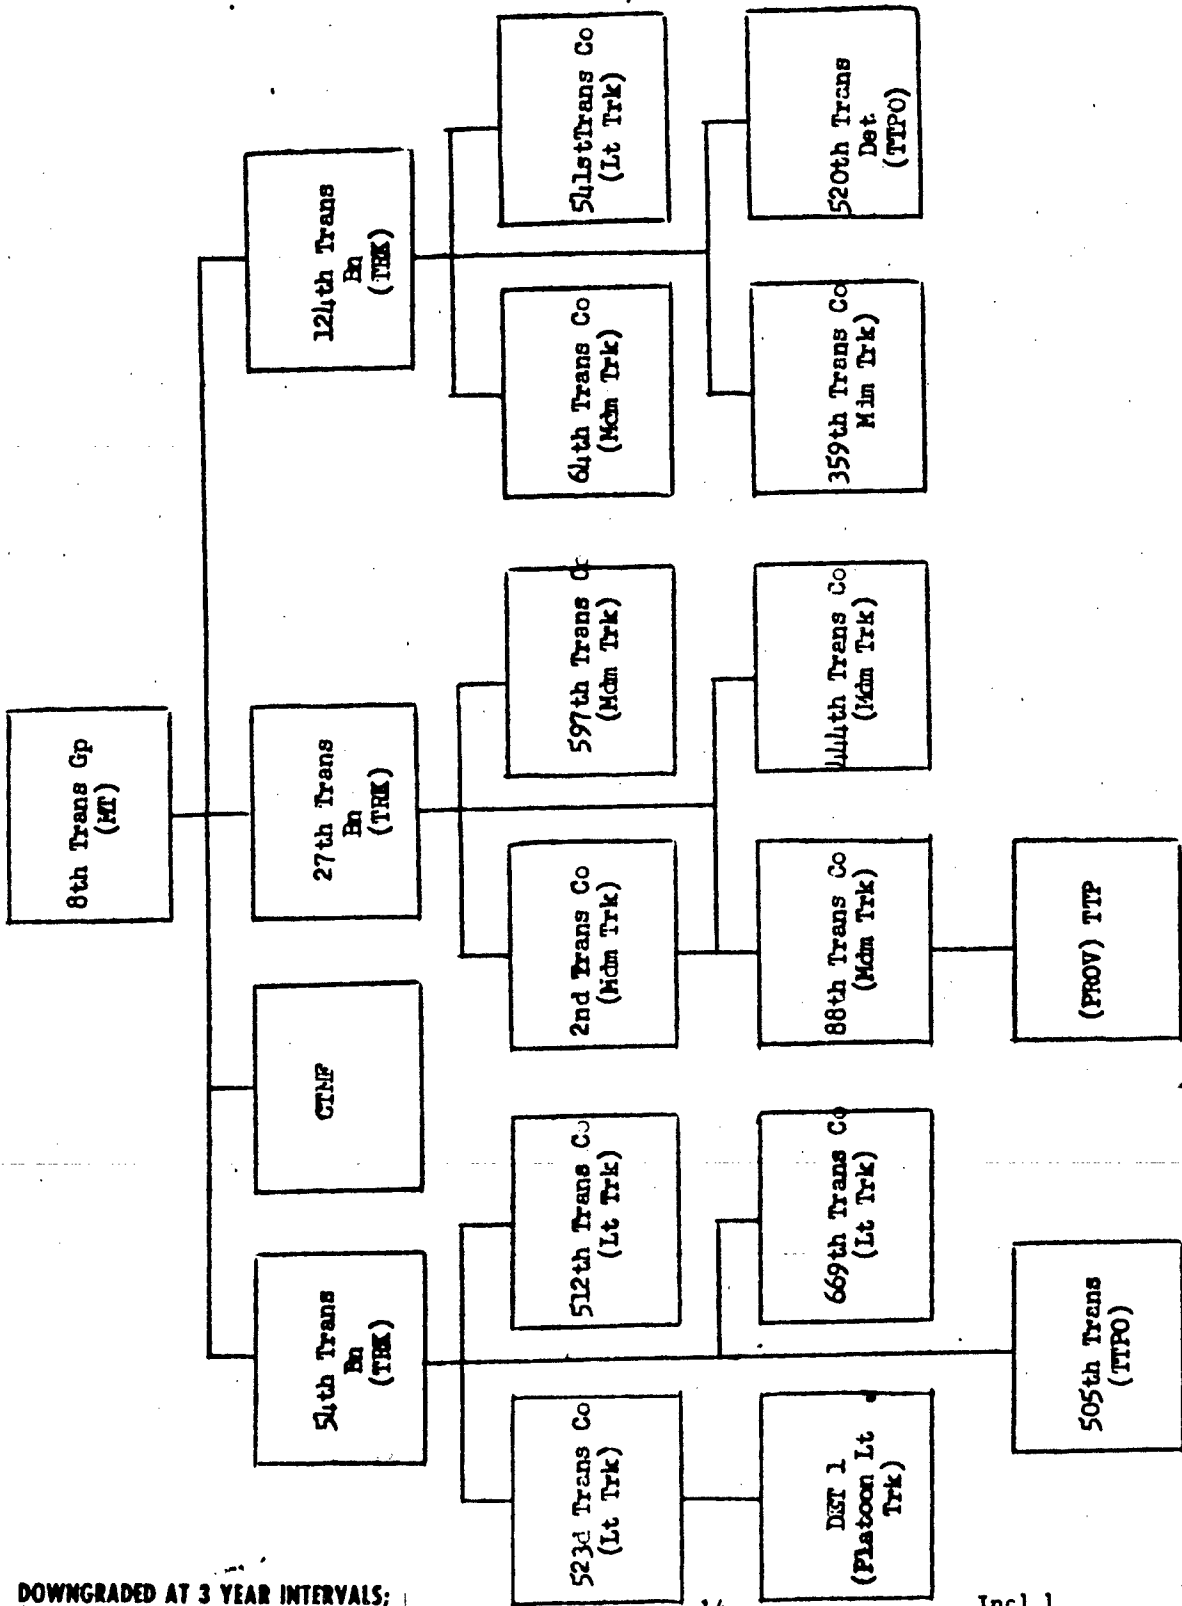 8th Trans Gp
(MT)
54th Trans
Bn
(TRK)
CTMF
27th Trans
Bn
(TRK)
124th Trans
Bn
(TRK)
523d Trans Co
(Lt Trk)
512th Trans Co
(Lt Trk)
2nd Trans Co
(Mdm Trk)
597th Trans Co
(Mdm Trk)
64th Trans Co
(Mdm Trk)
541stTrans Co
(Lt Trk)
DET 1
(Platoon Lt
Trk)
669th Trans Co
(Lt Trk)
88th Trans Co
(Mdm Trk)
444th Trans Co
(Mdm Trk)
359th Trans Co
Mim Trk)
520th Trans
Det
(TTPO)
505th Trans
(TTPO)
(PROV) TTP
DOWNGRADED AT 3 YEAR INTERVALS;
14
Incl 1